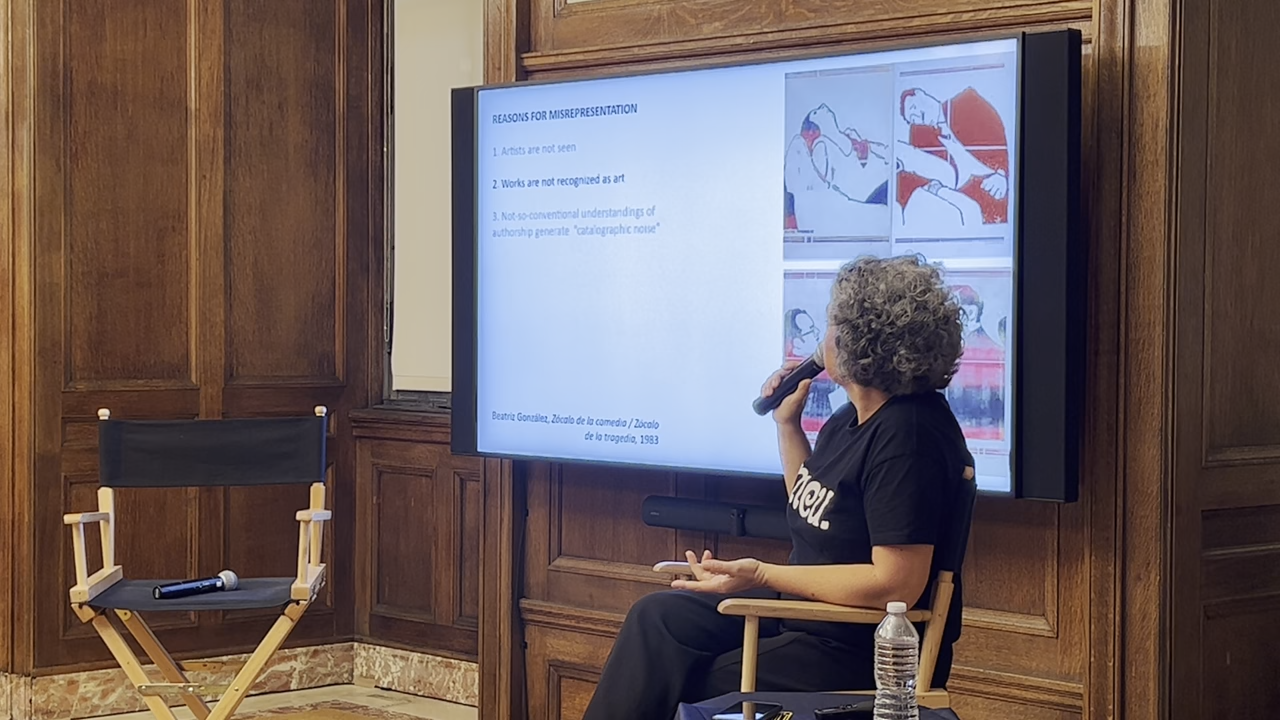 REASONS FOR MISREPRESENTATION
1. Artists are not seen
2. Works are not recognized as art
3. Not-so-conventional understandings of
authorship generate "catalographic noise"
Beatriz González, Zócalo de la comedia / Zócalo
de la tragedia, 1983
meu.